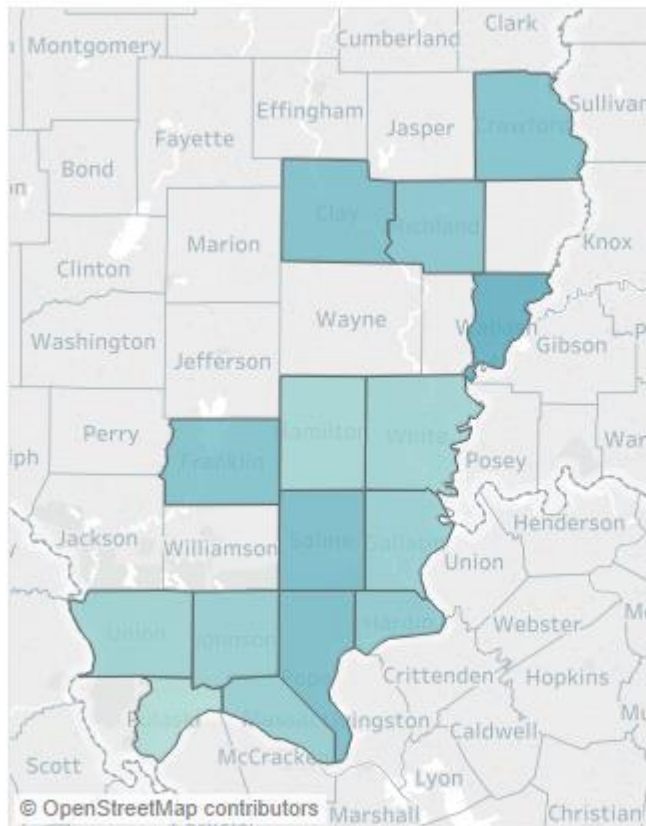 Clark
Cumberland
Montgomery
Effingham
Sullivan
Crawford
Jasper
Fayette
Bond
Clay
Richland
Marion
Knox
Clinton
Wayne
Wabash
Washington
Gibson
Jefferson
Perry
Hamilton
White
War
Franklin
Posey
Henderson
Jackson
Williamson
Saline
Gallatin
Union
Union
Johnson
Hardin
Webster
Pope
Crittenden
Hopkins
Pulaski
Massac
vingston
Caldwell
Scott
McCracken
Lyon
© OpenStreetMap contributors
Marshall
Christian